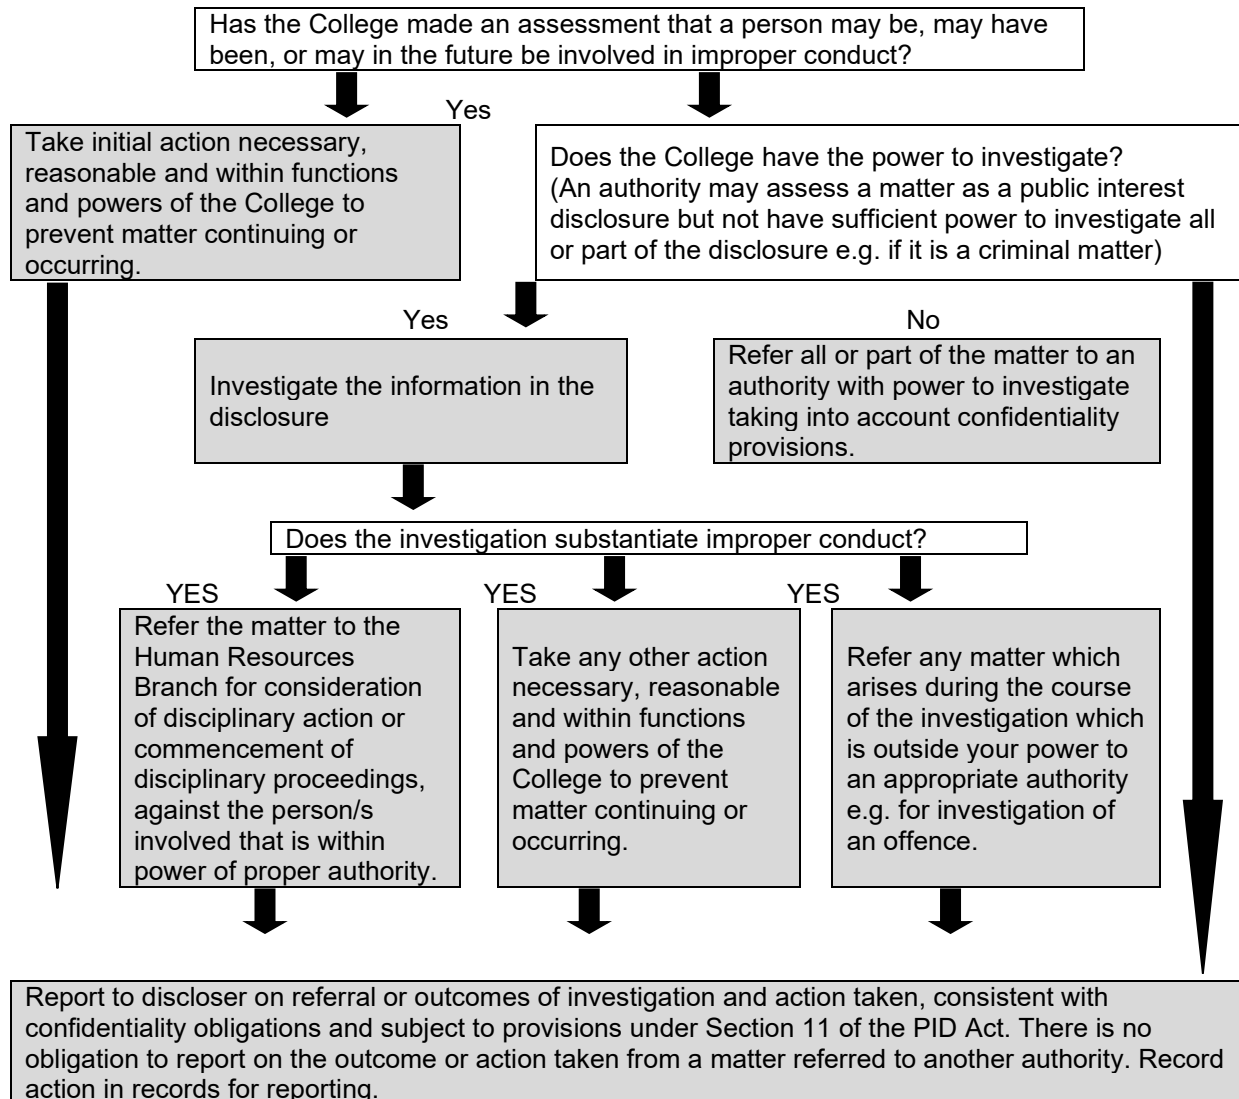 Has the College made an assessment that a person may be, may have
been, or may in the future be involved in improper conduct?
Yes
Take initial action necessary,
reasonable and within functions
and powers of the College to
prevent matter continuing or
occurring.
Does the College have the power to investigate?
(An authority may assess a matter as a public interest
disclosure but not have sufficient power to investigate all
or part of the disclosure e.g. if it is a criminal matter)
Yes
No
Investigate the information in the
disclosure
Refer all or part of the matter to an
authority with power to investigate
taking into account confidentiality
provisions.
Does the investigation substantiate improper conduct?
YES
YES
YES
Refer the matter to the
Human Resources
Branch for consideration
of disciplinary action or
commencement of
disciplinary proceedings,
against the person/s
involved that is within
power of proper authority.
Take any other action
necessary, reasonable
and within functions
and powers of the
College to prevent
matter continuing or
occurring.
Refer any matter which
arises during the course
of the investigation which
is outside your power to
an appropriate authority
e.g. for investigation of
an offence.
Report to discloser on referral or outcomes of investigation and action taken, consistent with
confidentiality obligations and subject to provisions under Section 11 of the PID Act. There is no
obligation to report on the outcome or action taken from a matter referred to another authority. Record
action in records for reporting.